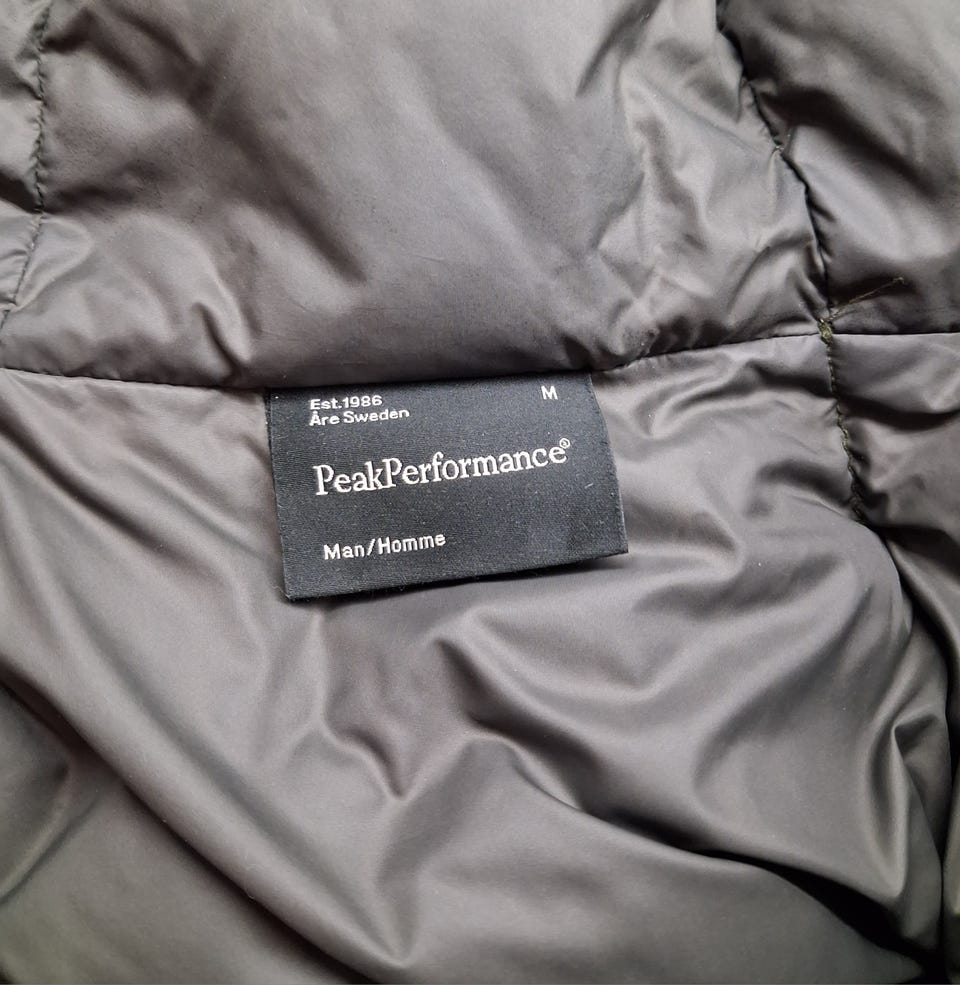 Est.1986 M
Åre Sweden
PeakPerformance®
Man/Homme